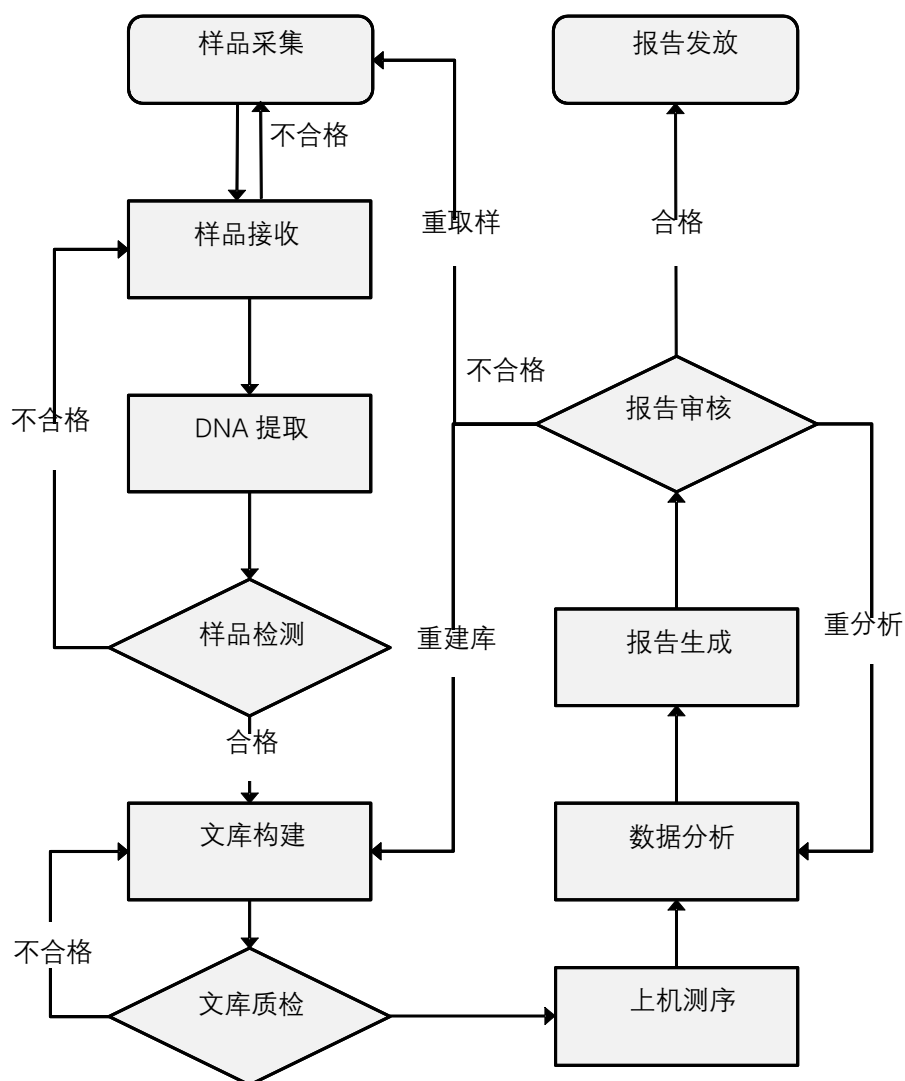 样品采集
报告发放
不合格
样品接收
重取样
合格
不合格
不合格
DNA 提取
报告审核
样品检测
重建库
报告生成
重分析
合格
文库构建
数据分析
不合格
文库质检
上机测序